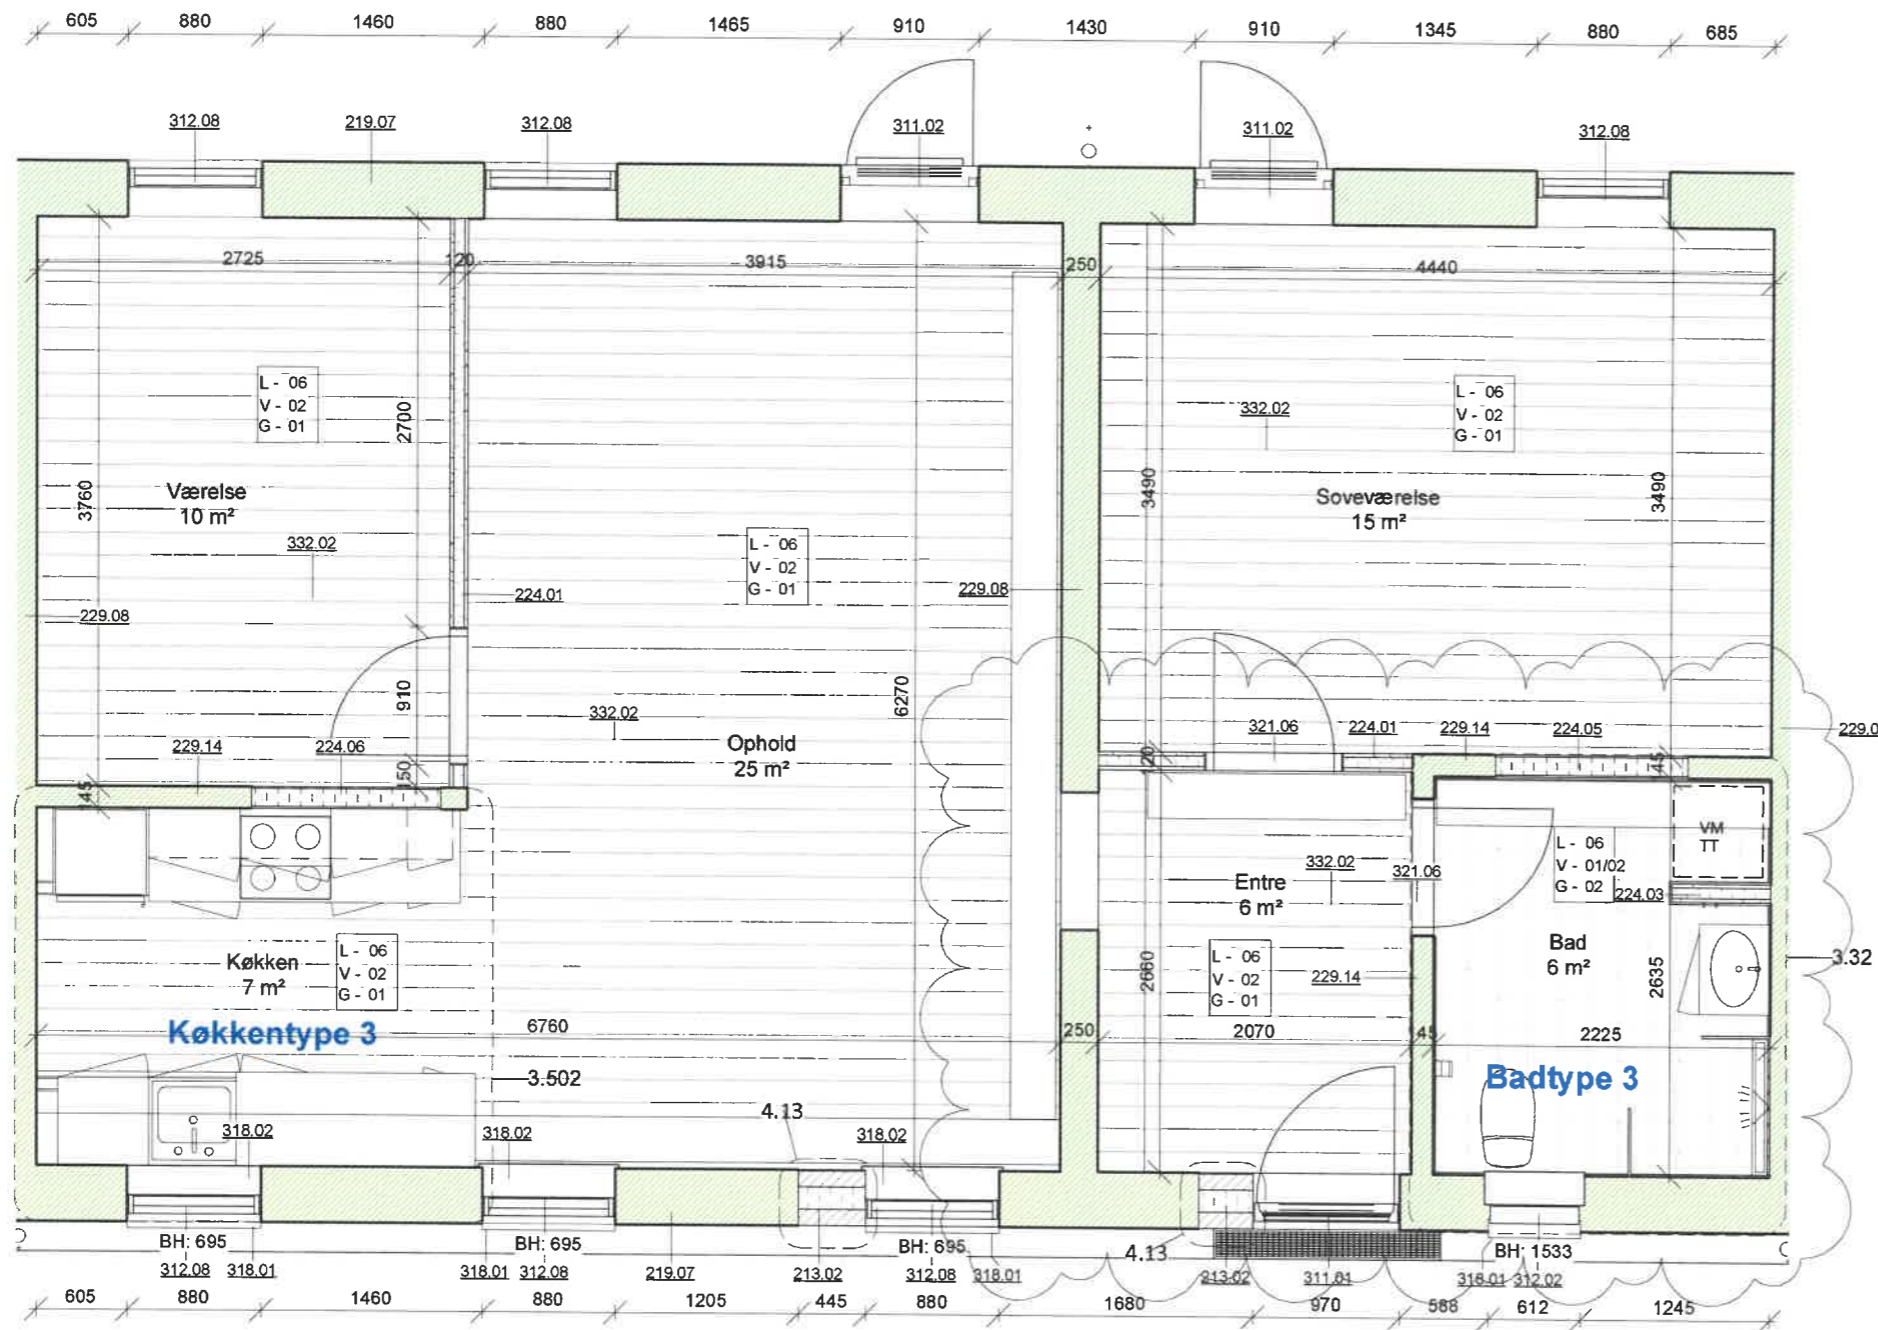 605 880 1460 880 1465 910 1430 910 1345 880 685
312.08 219.07 312.08 311.02 311.02 312.08
2725 120 3915 250 4440
L - 06
V - 02
G - 01
2700
3760
Værelse
10 m²
332.02
229.08
224.01
910
229.14 224.06
150
145
L - 06
V - 02
G - 01
229.08
6270
332.02
Ophold
25 m²
L - 06
V - 02
G - 01
332.02
3490
Soveværelse
15 m²
3490
321.06 224.01 229.14 224.05
229.0
120
45
VM
TT
L - 06
V - 01/02
G - 02
224.03
332.02
321.06
Entre
6 m²
L - 06
V - 02
G - 01
229.14
2660
Bad
6 m²
2635
3.32
Køkken
7 m²
L - 06
V - 02
G - 01
Køkkentype 3
6760 250 2070 145 2225
3.502
Badtype 3
4.13
318.02 318.02 318.02
BH: 695 BH: 695 BH: 695 4.13 BH: 1533
312.08 318.01 318.01 312.08 219.07 213.02 312.08 318.01 213.02 311.01 318.01 312.02
605 880 1460 880 1205 445 880 1680 970 588 612 1245